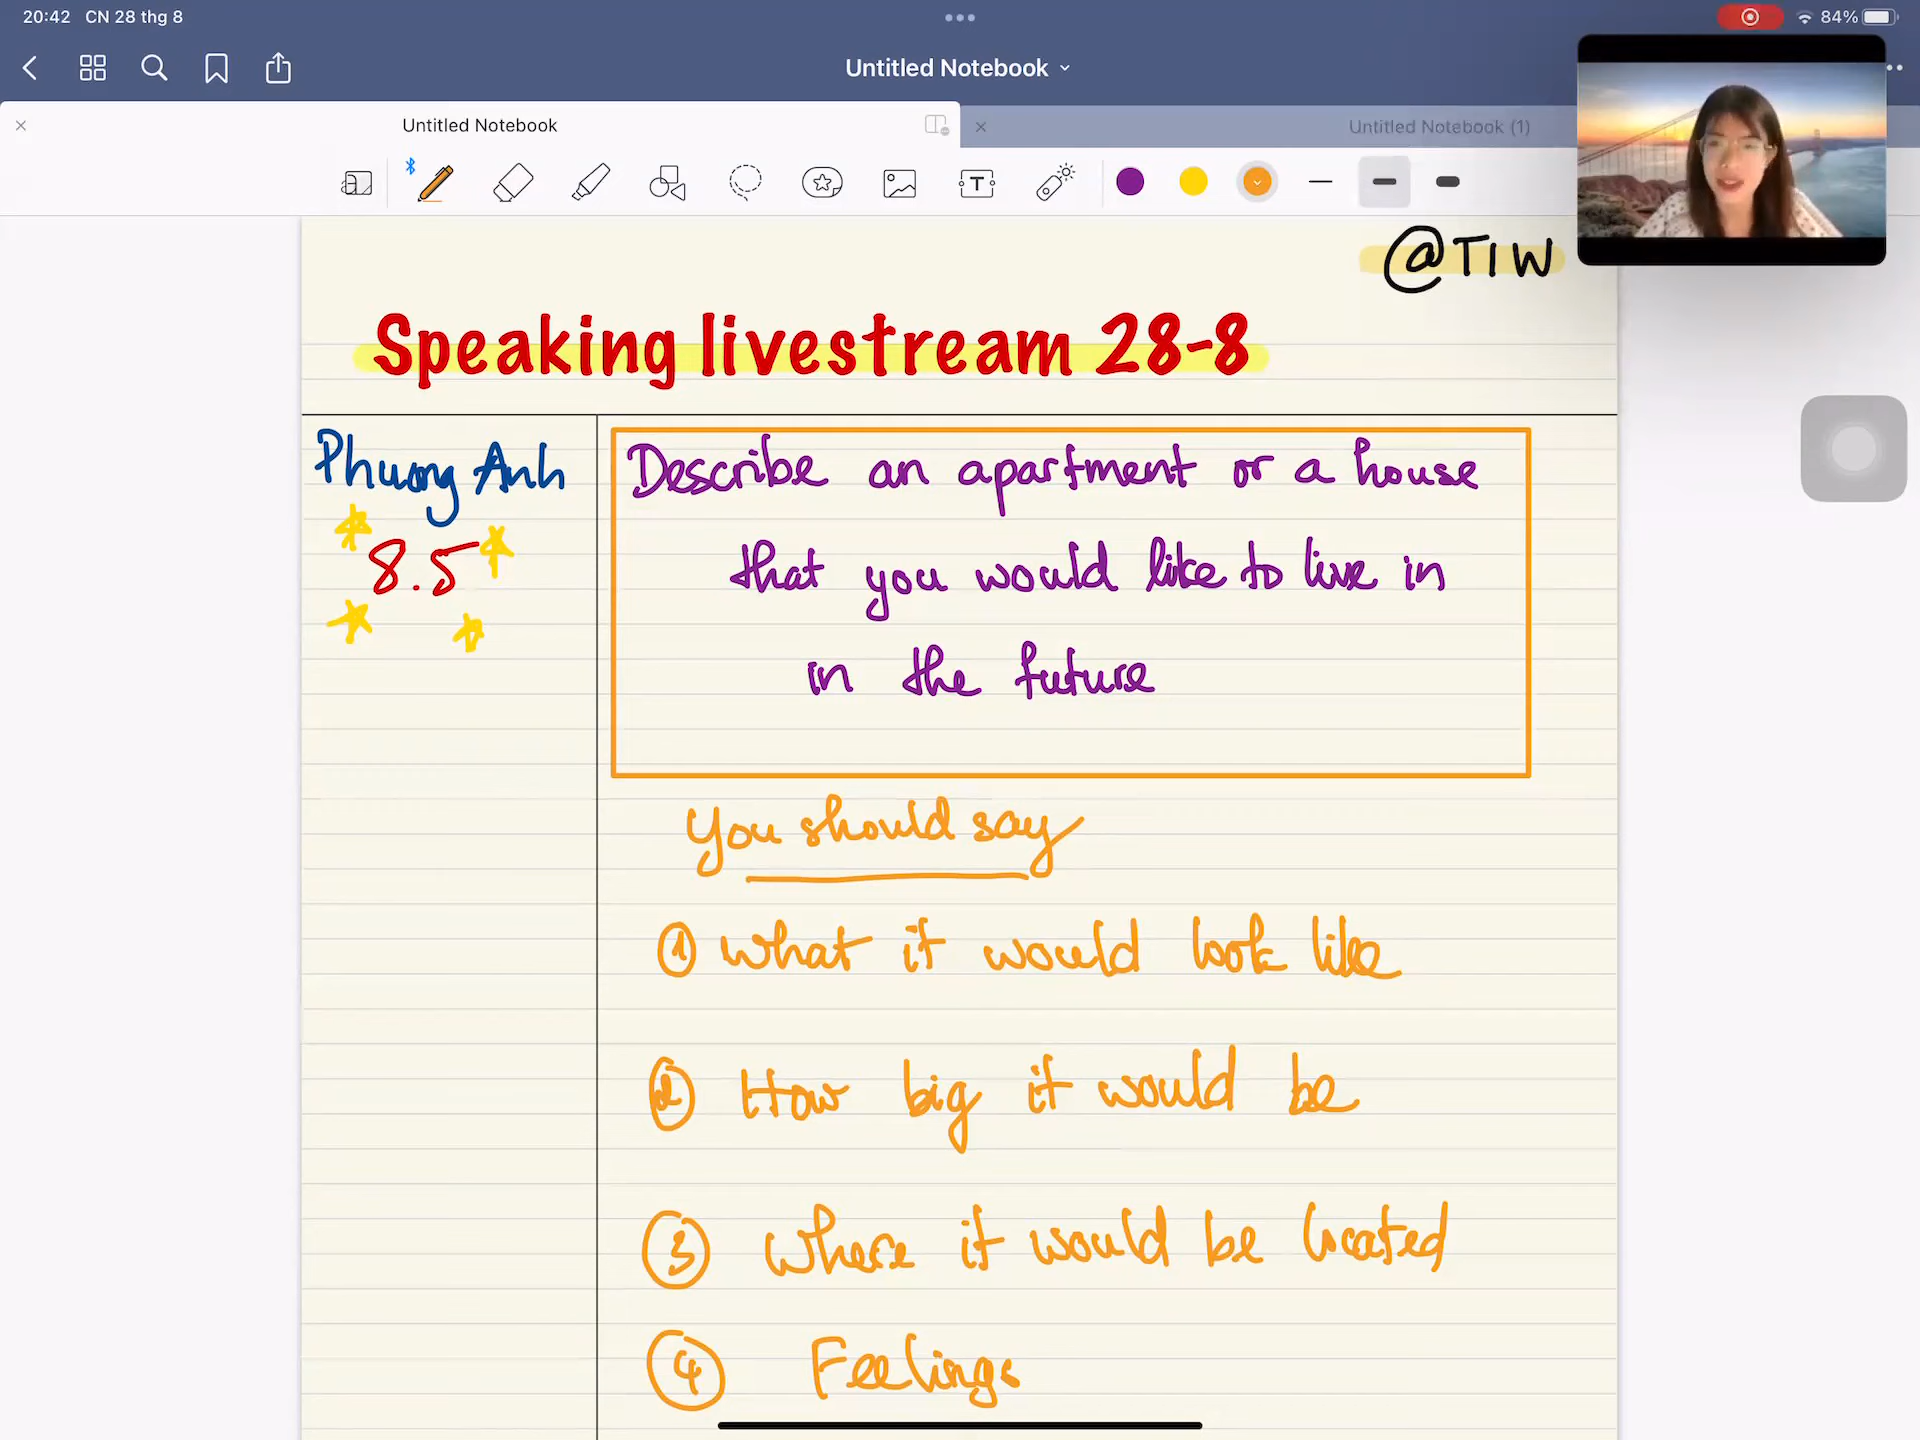 20:42 CN 28 thg 8
84%
Untitled Notebook
Untitled Notebook
Untitled Notebook (1)
@TIW
Speaking livestream 28-8
Phuong Anh
8.5
Describe an apartment or a house
that you would like to live in
in the future
You should say
① What it would look like
② How big it would be
③ Where it would be located
④ Feelings